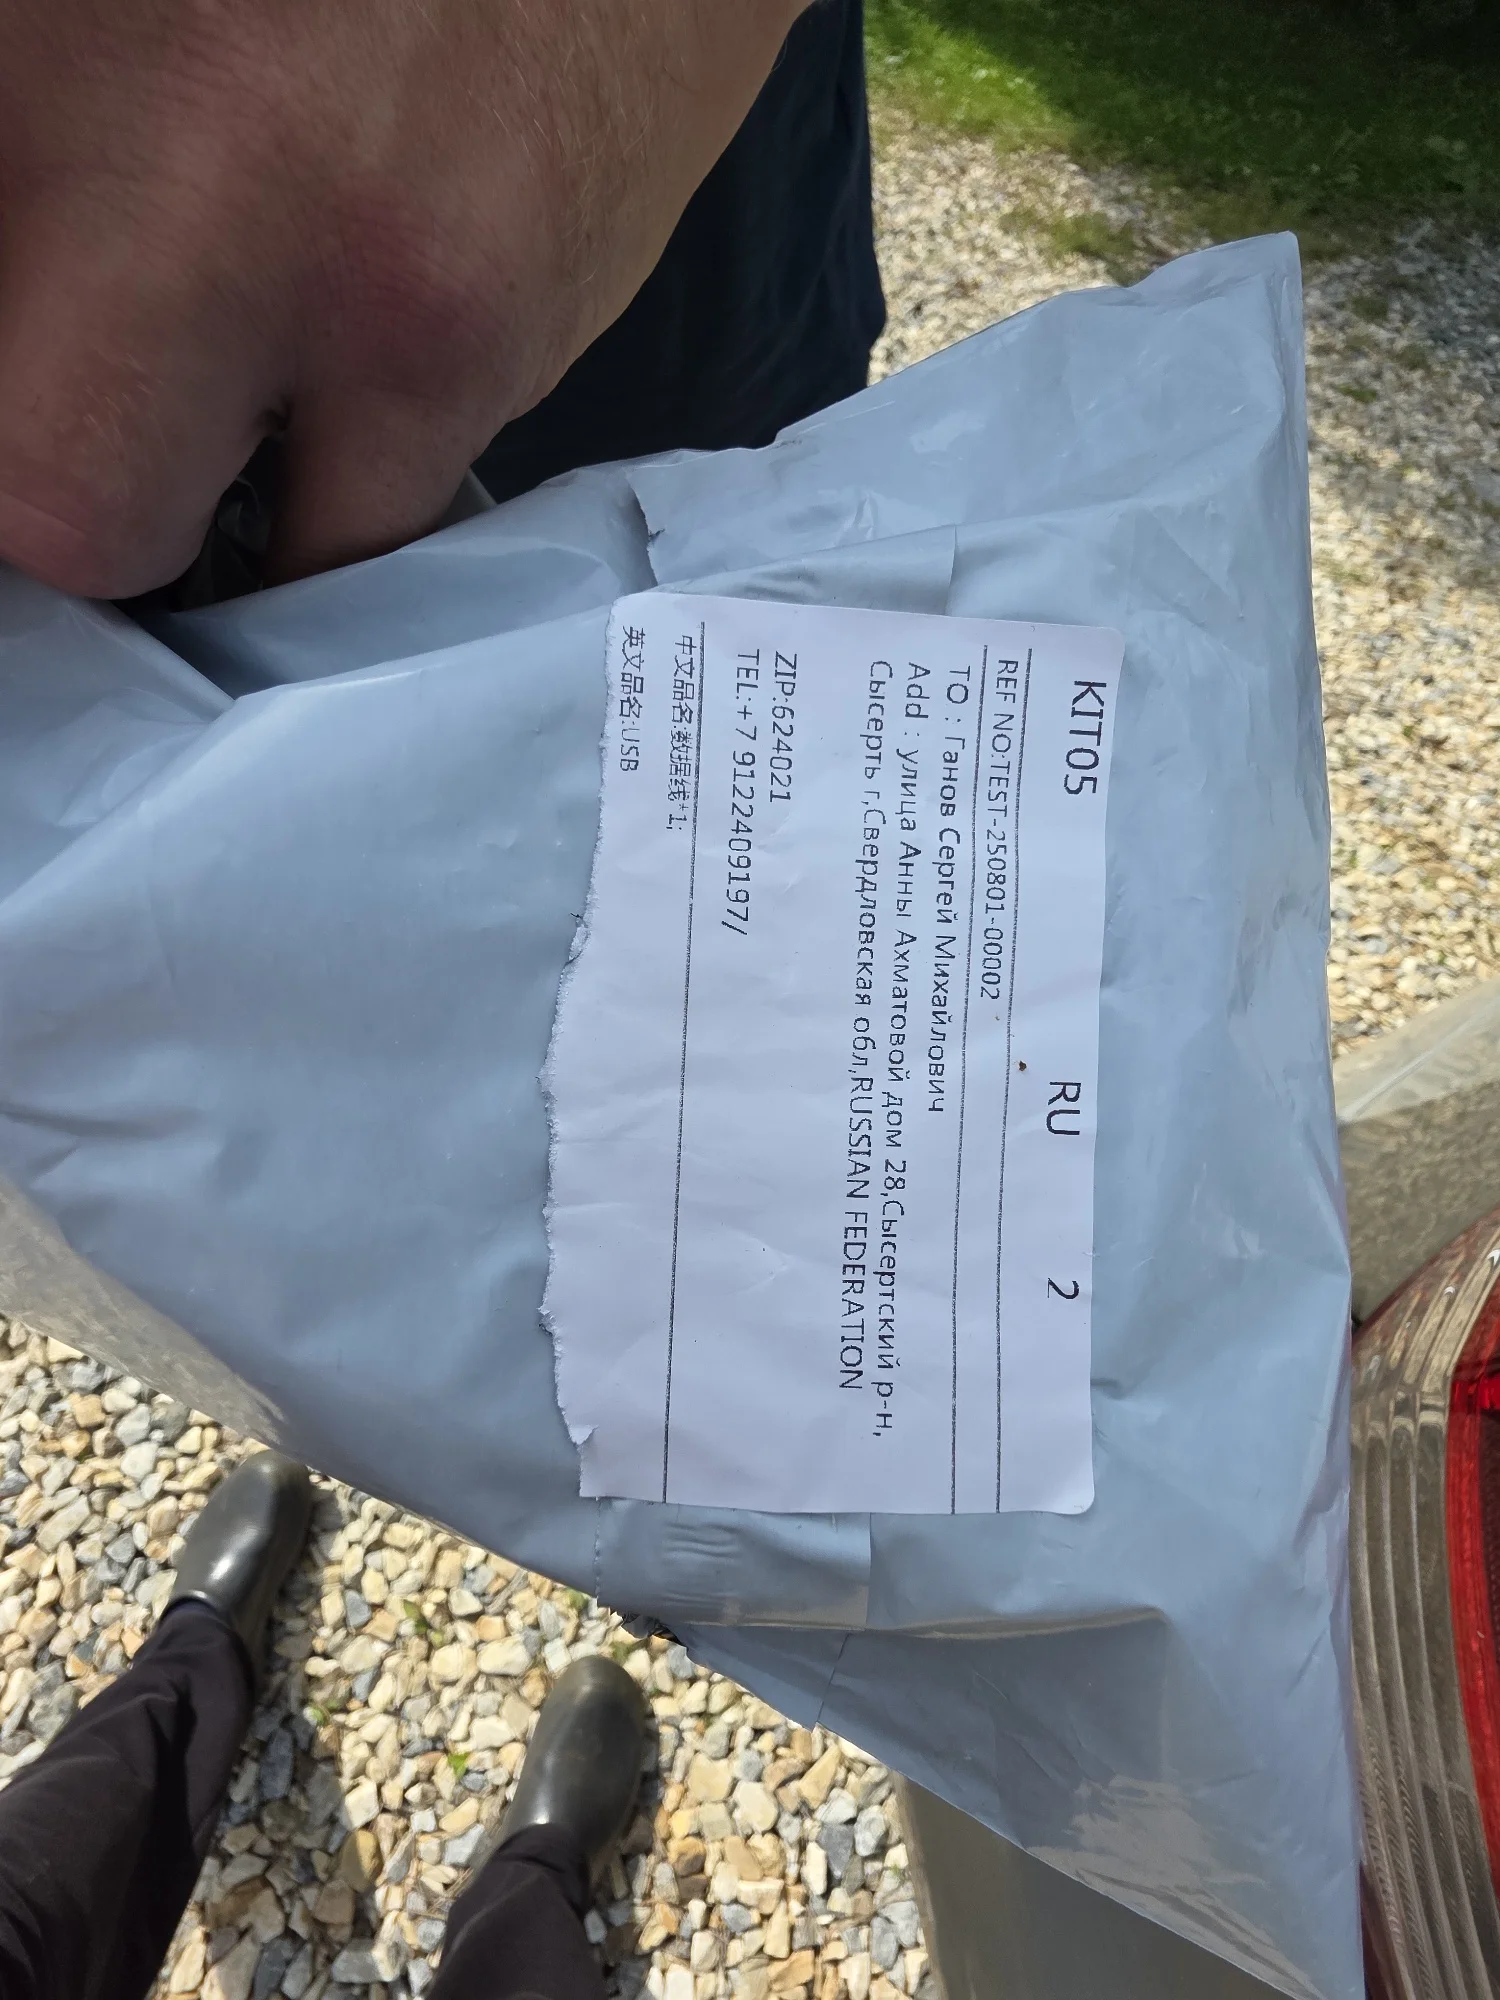 KIT05 RU 2
REF NO:TEST-250801-00002
TO : Ганов Сергей Михайлович
Add : улица Анны Ахматовой дом 28,Сысертский р-н,
Сысерть г,Свердловская обл,RUSSIAN FEDERATION
ZIP:624021
TEL:+7 9122409197/
中文品名:数据线*1;
英文品名:USB